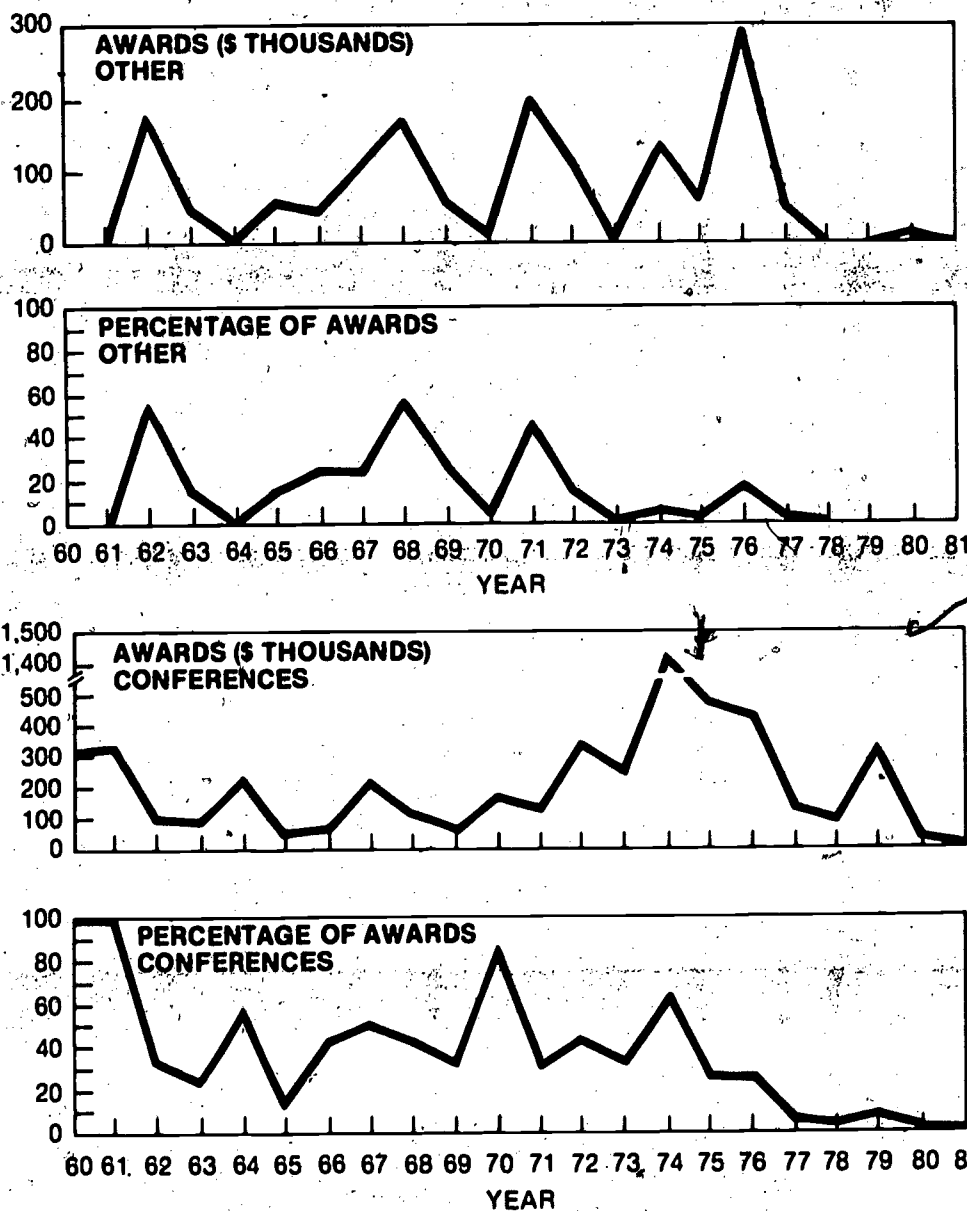 AWARDS ($ THOUSANDS)
OTHER
300
200
100
0
PERCENTAGE OF AWARDS
OTHER
100
80
60
40
20
0
60 61 62 63 64 65 66 67 68 69 70 71 72 73 74 75 76 77 78 79 80 81
YEAR
AWARDS ($ THOUSANDS)
CONFERENCES
1,500
1,400
500
400
300
200
100
0
PERCENTAGE OF AWARDS
CONFERENCES
100
80
60
40
20
0
60 61 62 63 64 65 66 67 68 69 70 71 72 73 74 75 76 77 78 79 80 8
YEAR